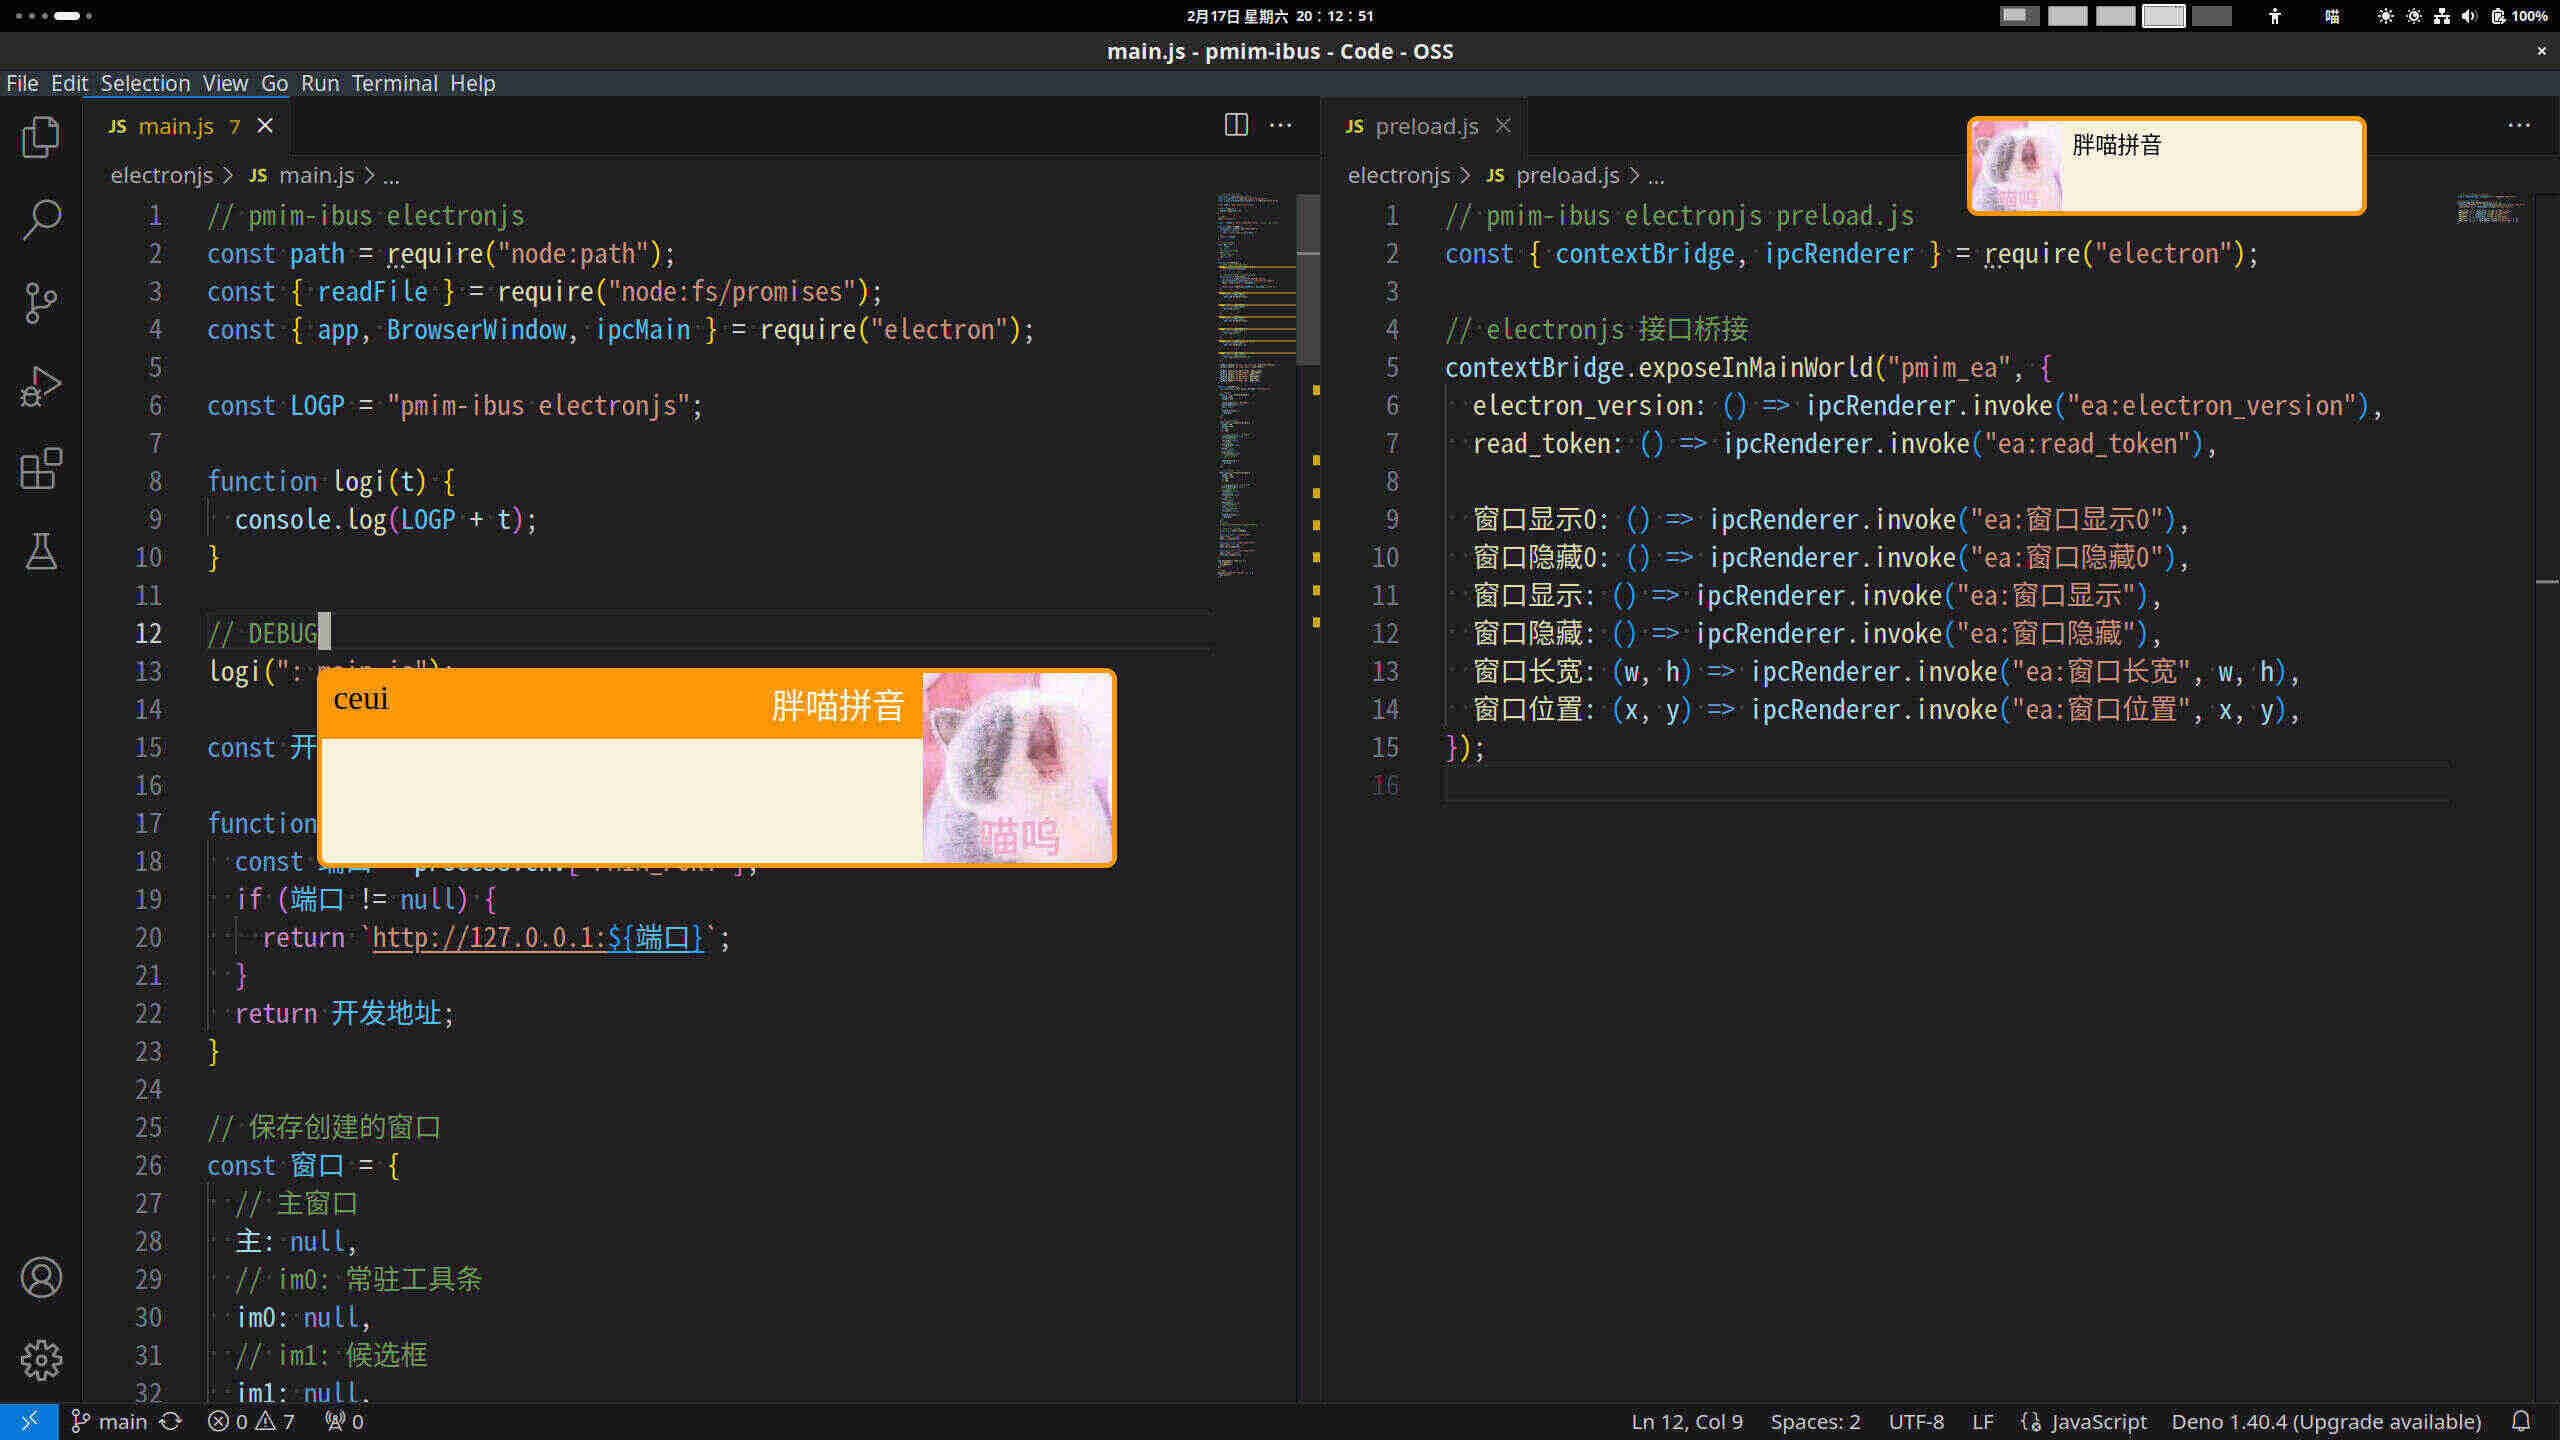 2月17日 星期六 20：12：51
喵
100%
main.js - pmim-ibus - Code - OSS
File Edit Selection View Go Run Terminal Help
JS main.js 7
electronjs > JS main.js > ...
1 // pmim-ibus electronjs
2 const path = require("node:path");
3 const { readFile } = require("node:fs/promises");
4 const { app, BrowserWindow, ipcMain } = require("electron");
5
6 const LOGP = "pmim-ibus electronjs";
7
8 function logi(t) {
9 console.log(LOGP + t);
10 }
11
12 // DEBUG
13 logi(": main.js");
14
15 const 开
16
17 function
18 const
19 if (端口 != null) {
20 return `http://127.0.0.1:${端口}`;
21 }
22 return 开发地址;
23 }
24
25 // 保存创建的窗口
26 const 窗口 = {
27 // 主窗口
28 主: null,
29 // im0: 常驻工具条
30 im0: null,
31 // im1: 候选框
32 im1: null,
ceui
胖喵拼音
喵呜
JS preload.js
electronjs > JS preload.js > ...
胖喵拼音
喵呜
1 // pmim-ibus electronjs preload.js
2 const { contextBridge, ipcRenderer } = require("electron");
3
4 // electronjs 接口桥接
5 contextBridge.exposeInMainWorld("pmim_ea", {
6 electron_version: () => ipcRenderer.invoke("ea:electron_version"),
7 read_token: () => ipcRenderer.invoke("ea:read_token"),
8
9 窗口显示0: () => ipcRenderer.invoke("ea:窗口显示0"),
10 窗口隐藏0: () => ipcRenderer.invoke("ea:窗口隐藏0"),
11 窗口显示: () => ipcRenderer.invoke("ea:窗口显示"),
12 窗口隐藏: () => ipcRenderer.invoke("ea:窗口隐藏"),
13 窗口长宽: (w, h) => ipcRenderer.invoke("ea:窗口长宽", w, h),
14 窗口位置: (x, y) => ipcRenderer.invoke("ea:窗口位置", x, y),
15 });
16
main 0 7 0
Ln 12, Col 9 Spaces: 2 UTF-8 LF JavaScript Deno 1.40.4 (Upgrade available)